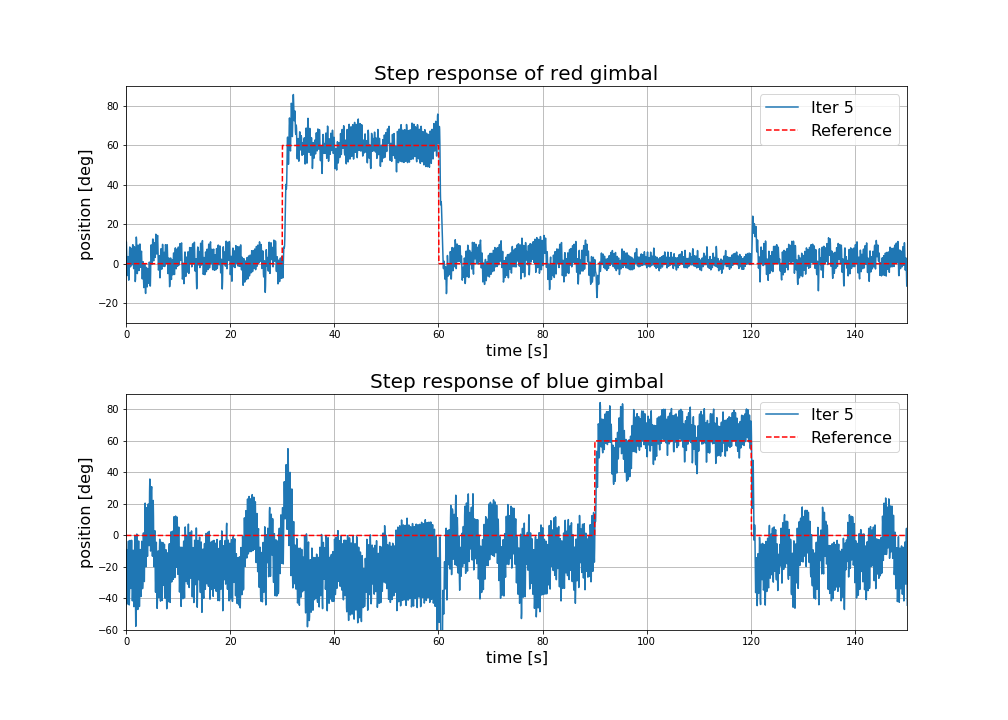 Step response of red gimbal
80
60
40
20
0
−20
position [deg]
Iter 5
Reference
0 20 40 60 80 100 120 140
time [s]
Step response of blue gimbal
80
60
40
20
0
−20
−40
−60
position [deg]
Iter 5
Reference
0 20 40 60 80 100 120 140
time [s]